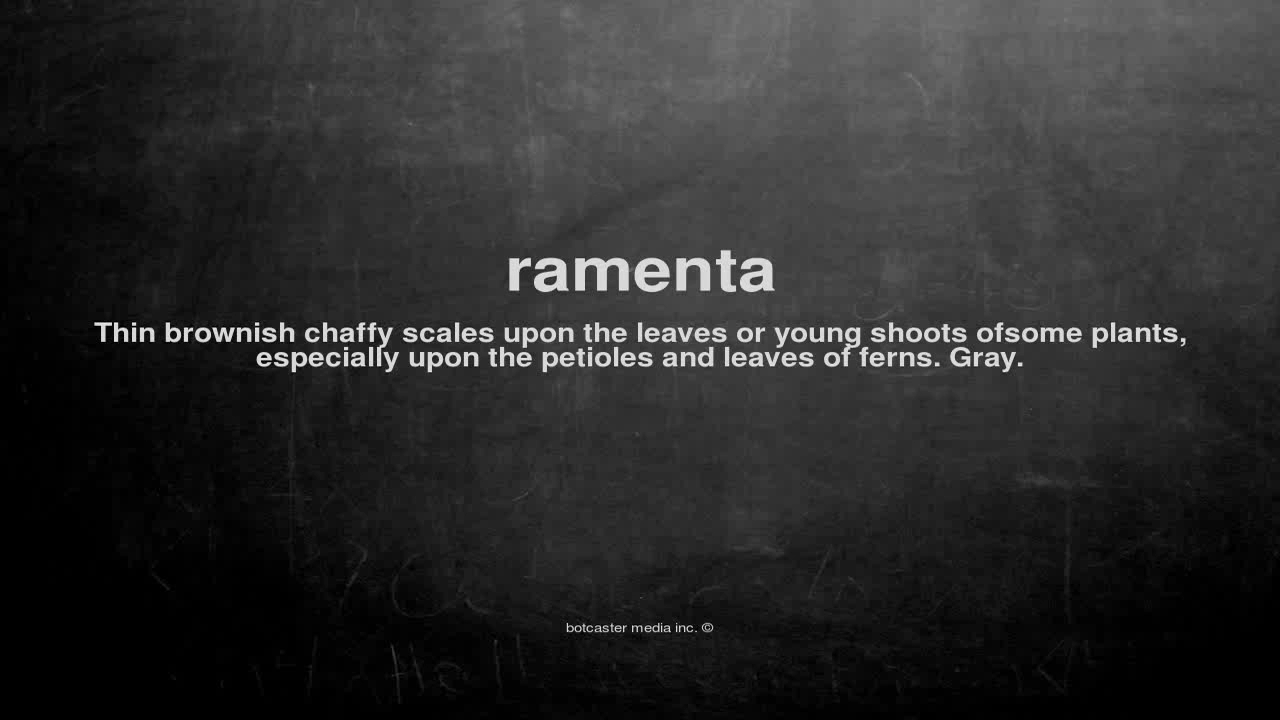 ramenta
Thin brownish chaffy scales upon the leaves or young shoots ofsome plants,
especially upon the petioles and leaves of ferns. Gray.
botcaster media inc. ©